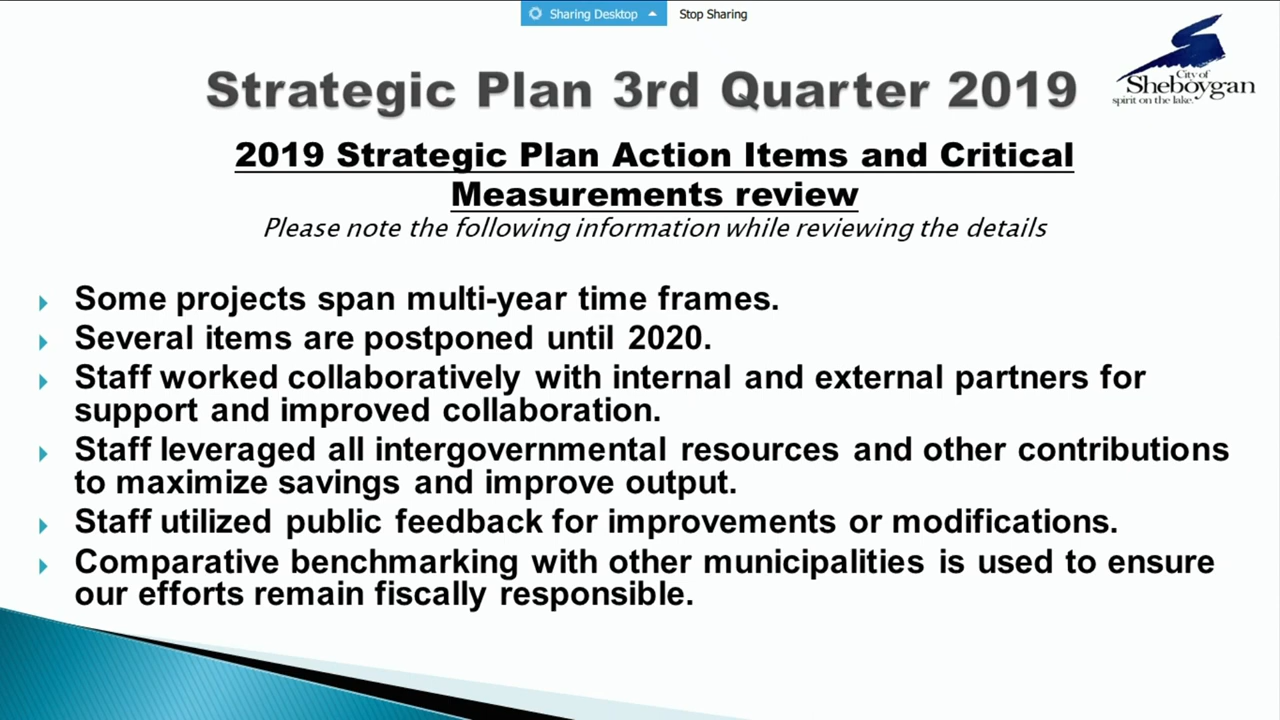 Sharing Desktop Stop Sharing
Strategic Plan 3rd Quarter 2019
City of
Sheboygan
spirit on the lake.
2019 Strategic Plan Action Items and Critical
Measurements review
Please note the following information while reviewing the details
Some projects span multi-year time frames.
Several items are postponed until 2020.
Staff worked collaboratively with internal and external partners for
support and improved collaboration.
Staff leveraged all intergovernmental resources and other contributions
to maximize savings and improve output.
Staff utilized public feedback for improvements or modifications.
Comparative benchmarking with other municipalities is used to ensure
our efforts remain fiscally responsible.